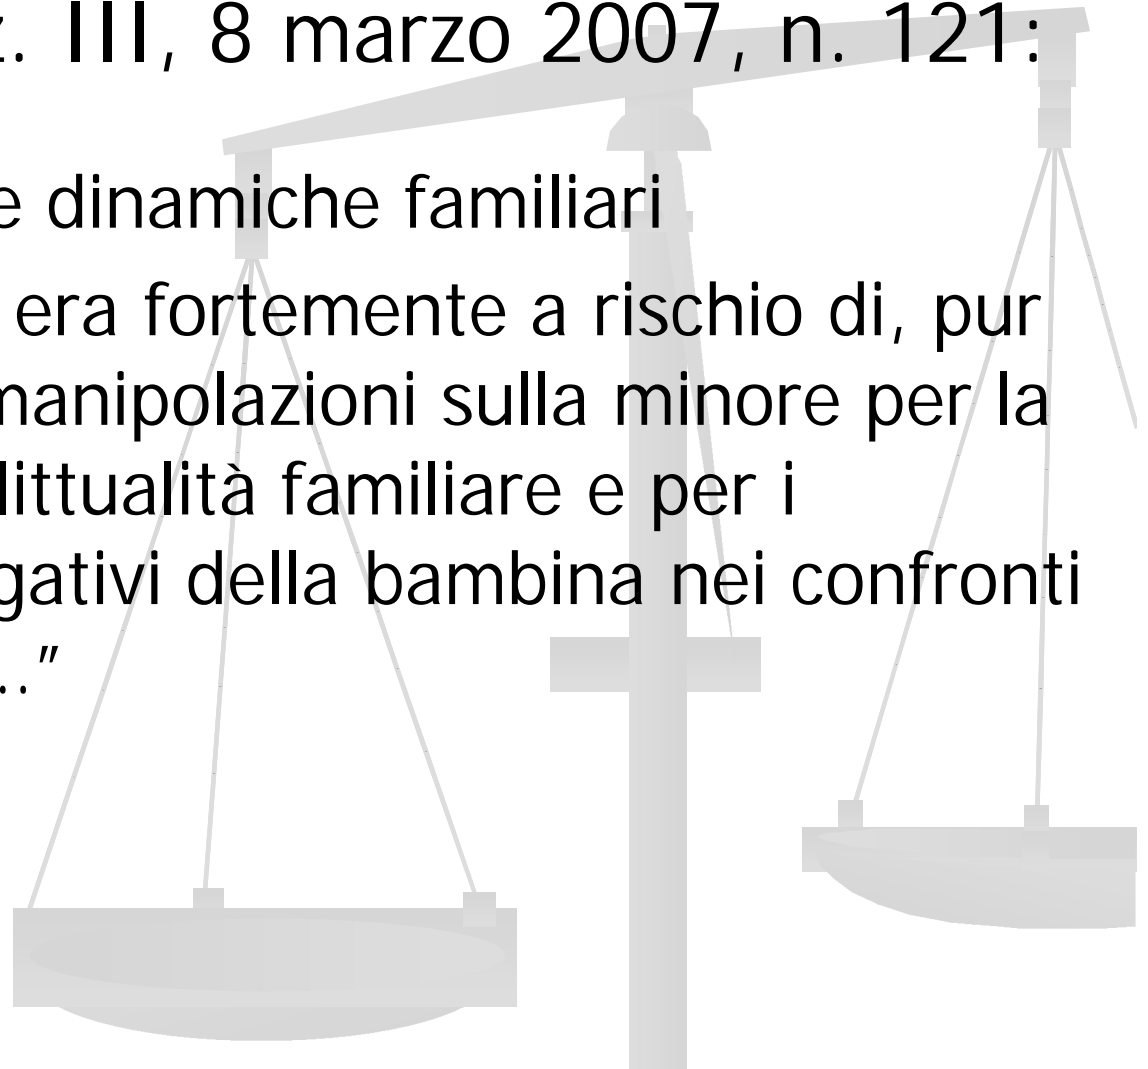 z. III, 8 marzo 2007, n. 121:
e dinamiche familiari
era fortemente a rischio di, pur
manipolazioni sulla minore per la
littualità familiare e per i
gativi della bambina nei confronti
.."